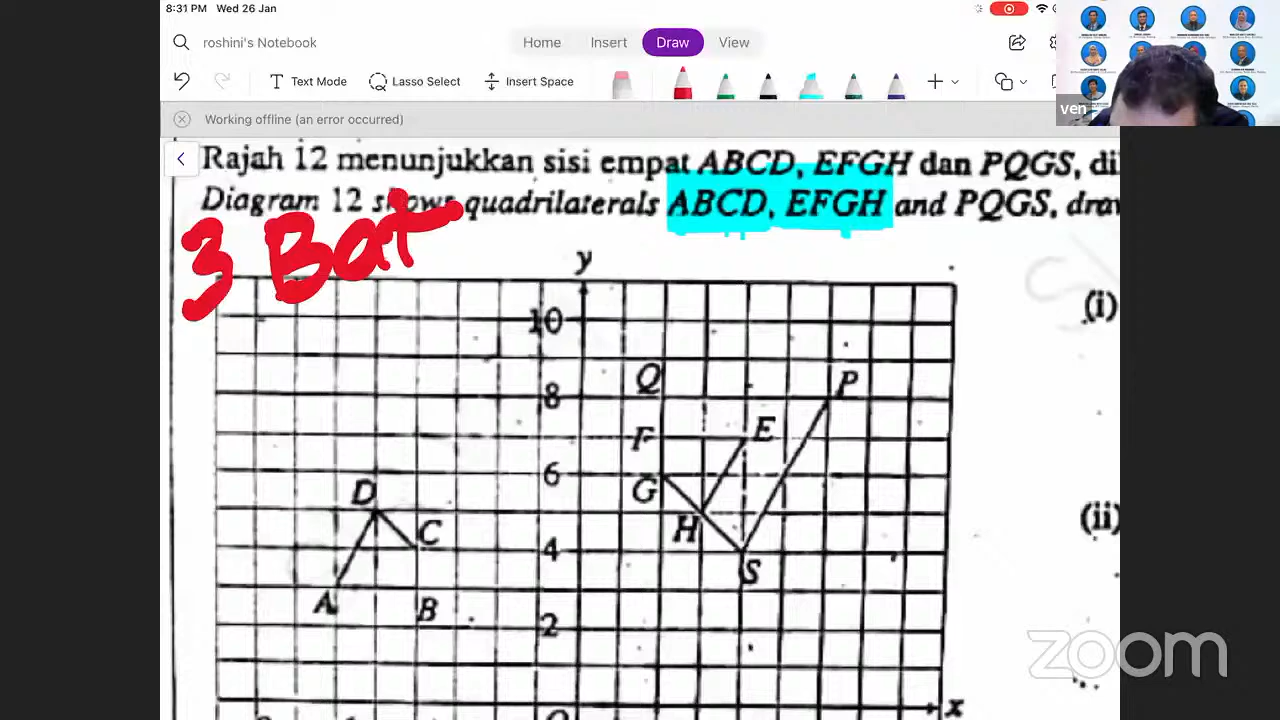 8:31 PM Wed 26 Jan
roshini's Notebook
Home Insert Draw View
Text Mode
Lasso Select
Insert Space
ven
Working offline (an error
Rajah 12 menunjukkan sisi empat ABCD, EFGH dan PQGS, dil
Diagram 12 shows quadrilaterals ABCD, EFGH and PQGS, draw
3 Bat
y
(i)
10
Q
P
8
F
E
6
D
G
C
H
(ii)
4
S
A
B
2
zoom
x